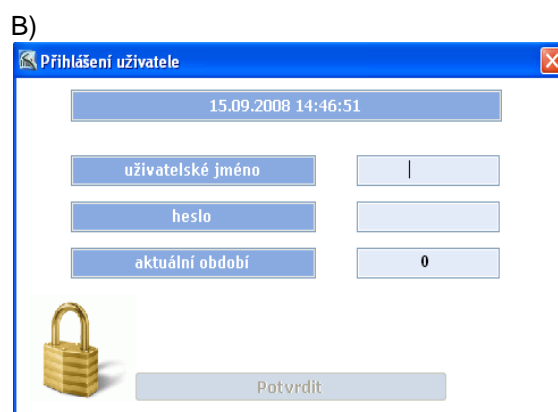 B)
Přihlášení uživatele
15.09.2008 14:46:51
uživatelské jméno
heslo
aktuální období 0
Potvrdit